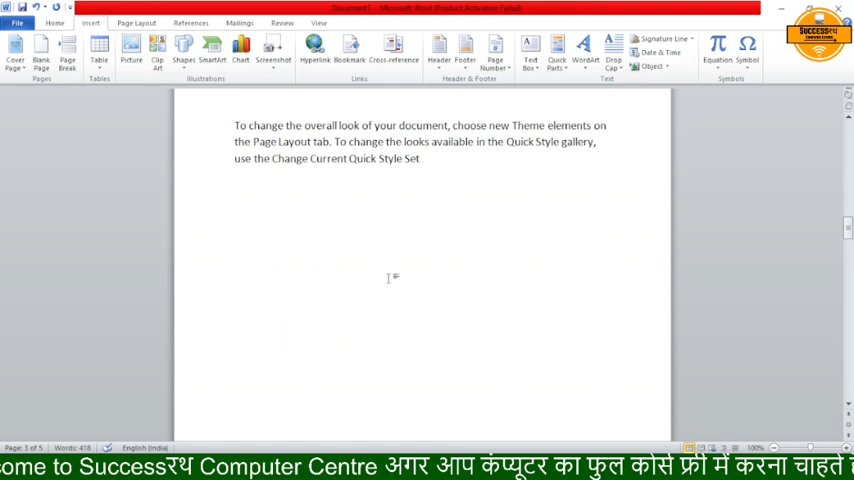 Document1 - Microsoft Word (Product Activation Failed)
File Home Insert Page Layout References Mailings Review View
Cover Page Blank Page Page Break Table Picture Clip Art Shapes SmartArt Chart Screenshot Hyperlink Bookmark Cross-reference Header Footer Page Number Text Box Quick Parts WordArt Drop Cap Signature Line Date & Time Object Equation Symbol
Pages Tables Illustrations Links Header & Footer Text Symbols
Successरथ
To change the overall look of your document, choose new Theme elements on
the Page Layout tab. To change the looks available in the Quick Style gallery,
use the Change Current Quick Style Set
Page: 3 of 5 Words: 418 English (India) 100%
come to Successरथ Computer Centre अगर आप कंप्यूटर का फुल कोर्स फ्री में करना चाहते है